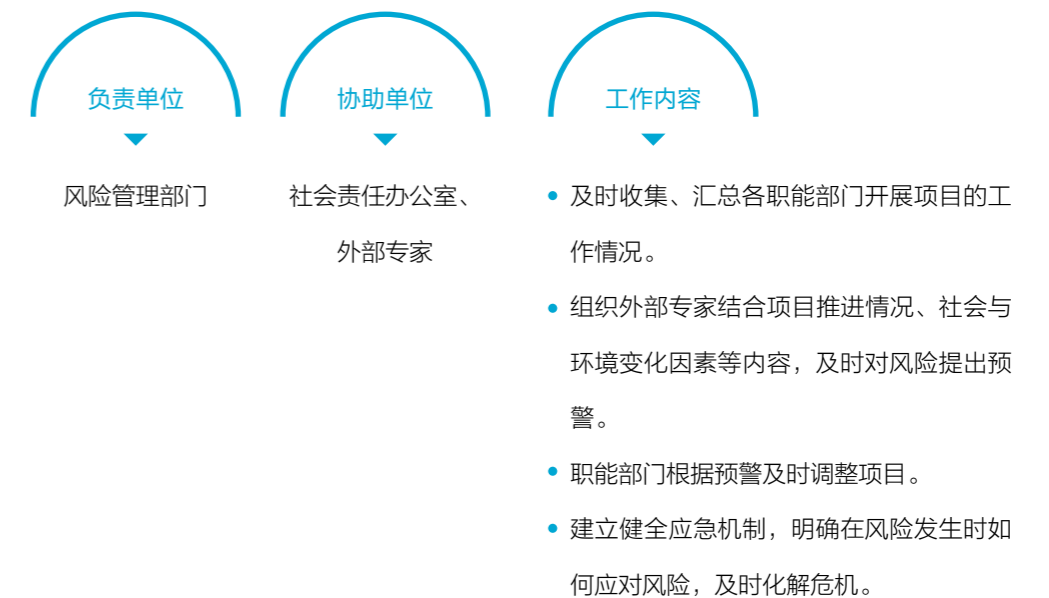 负责单位
协助单位
工作内容
风险管理部门
社会责任办公室、
外部专家
及时收集、汇总各职能部门开展项目的工
作情况。
组织外部专家结合项目推进情况、社会与
环境变化因素等内容，及时对风险提出预
警。
职能部门根据预警及时调整项目。
建立健全应急机制，明确在风险发生时如
何应对风险，及时化解危机。